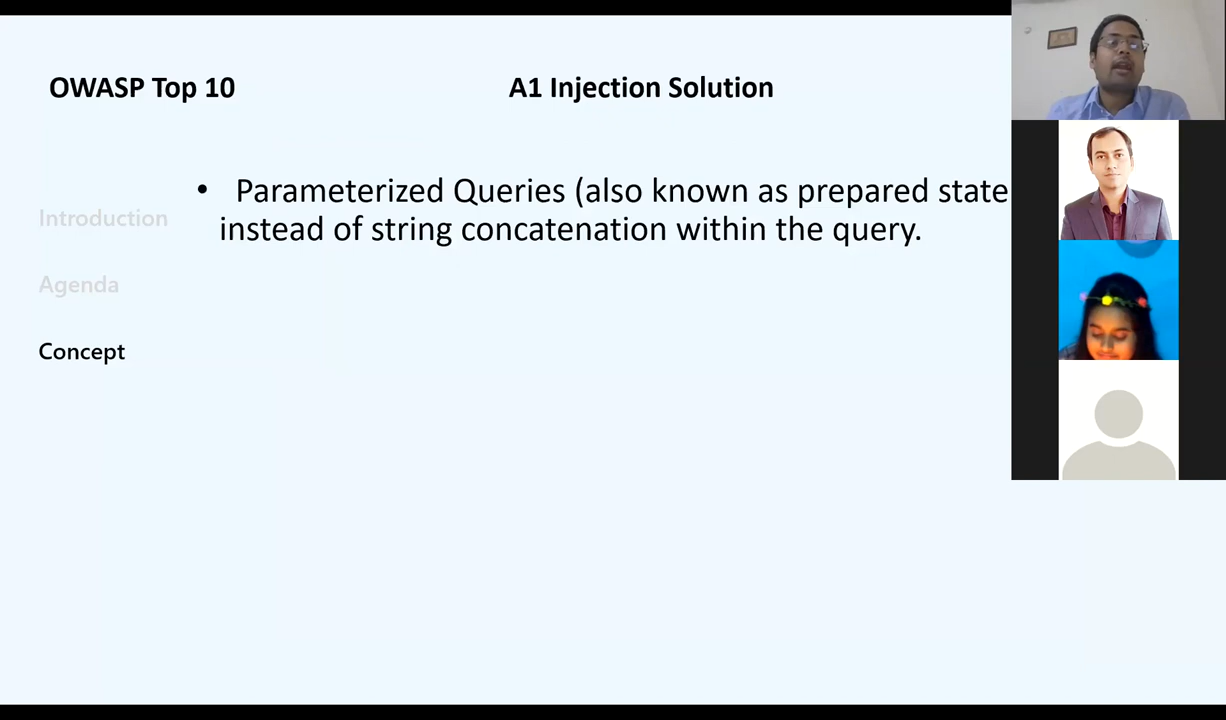 OWASP Top 10
A1 Injection Solution
• Parameterized Queries (also known as prepared state
instead of string concatenation within the query.
Introduction
Agenda
Concept